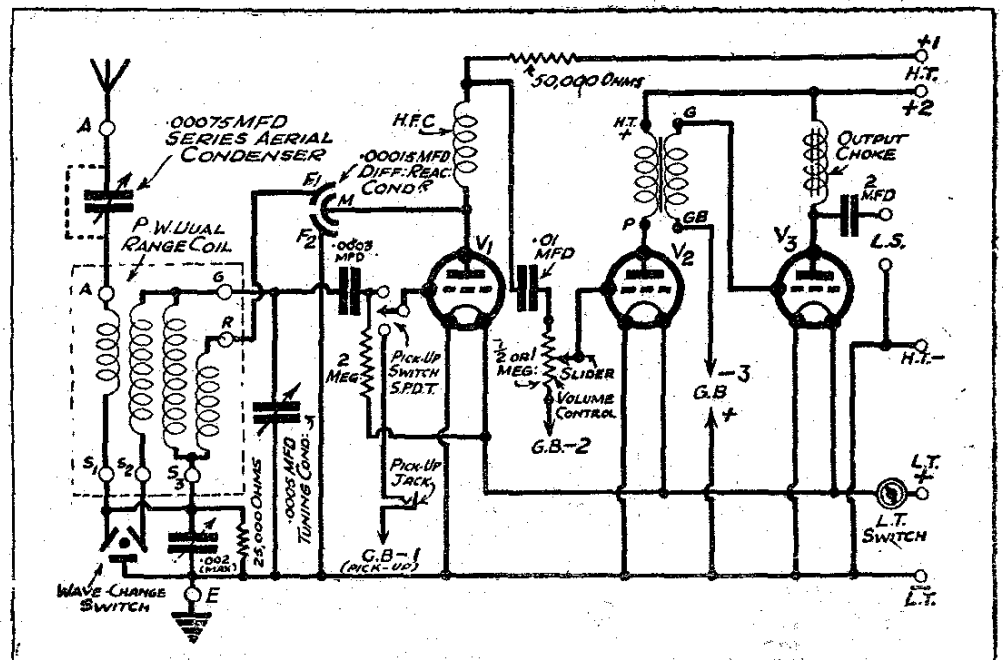 +1
H.T.
+2
50,000 OHMS
A
.00075 MFD
SERIES AERIAL
CONDENSER
H.F.C
.00015 MFD
DIFF: REAC:
CONDR
F1
M
F2
H.T.
+
G
OUTPUT
CHOKE
2
MFD
P.W. DUAL
RANGE COIL
.0003
MFD
V1
.01
MFD
P
GB
V2
V3
L.S.
A
G
R
2
MEG:
PICK-UP
SWITCH
S.P.D.T.
½ OR 1
MEG:
SLIDER
VOLUME
CONTROL
G.B.-2
-3
G.B
+
H.T.-
S1
S2
S3
25,000 OHMS
.0005 MFD
TUNING COND:
PICK-UP
JACK
G.B-1
(PICK-UP)
L.T.
+
L.T.
SWITCH
.002
(MAX)
WAVE-CHANGE
SWITCH
E
-
L.T.